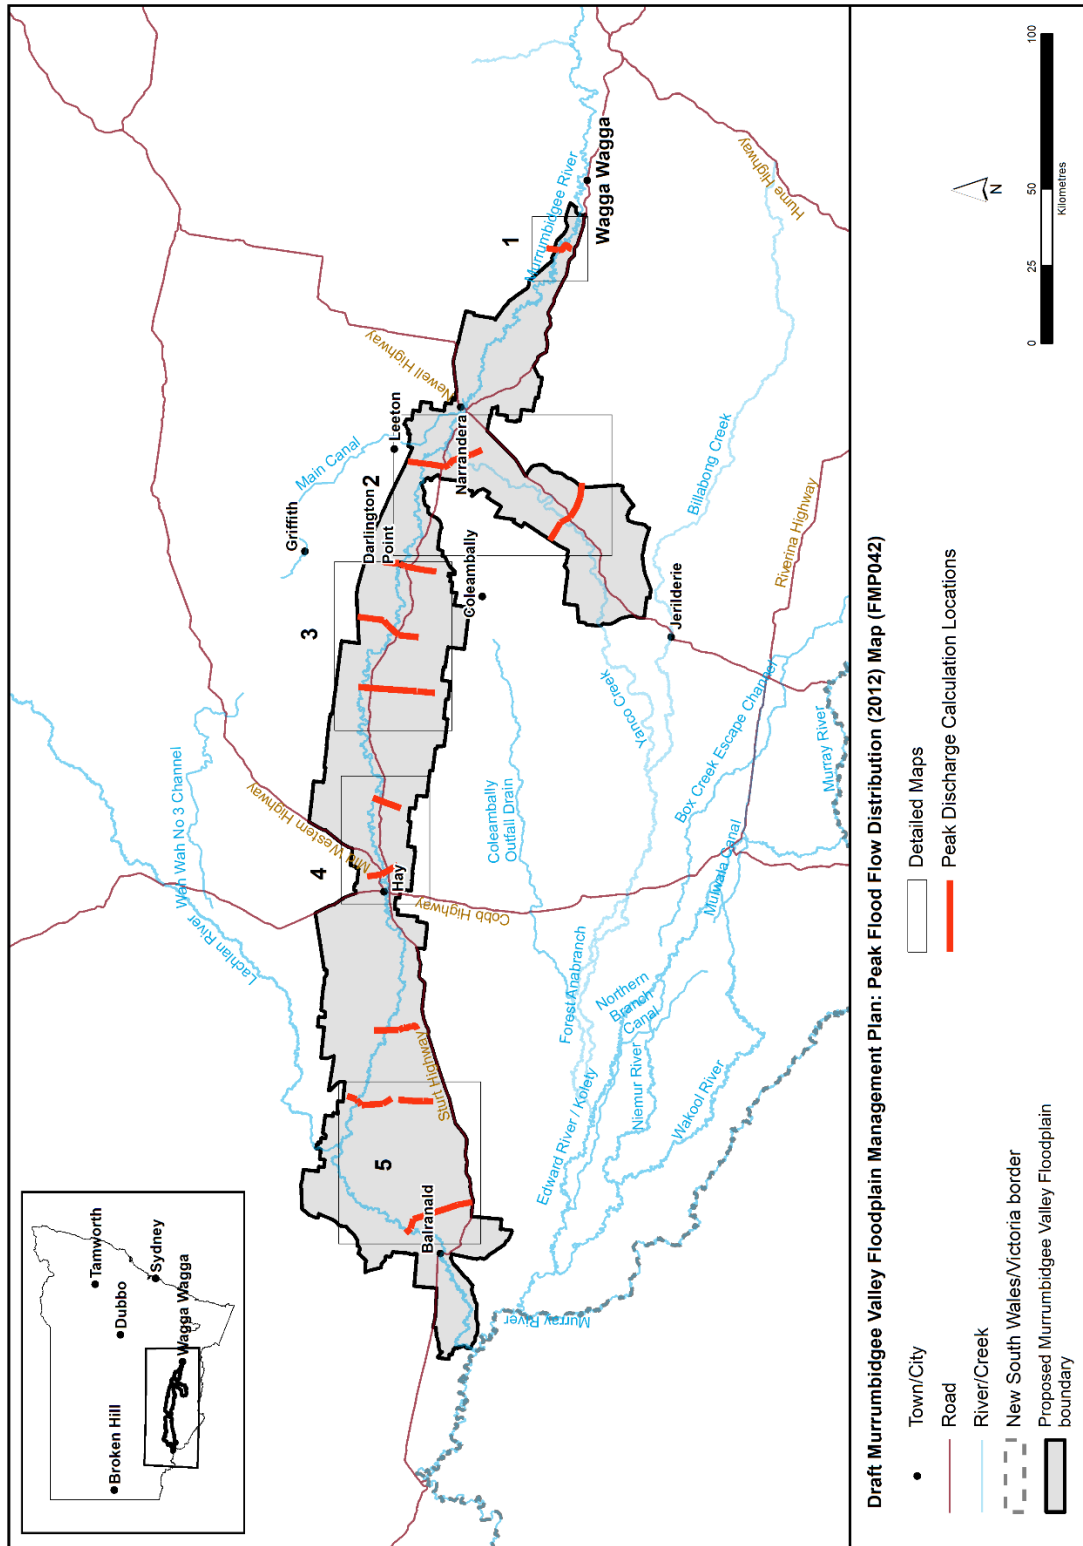 Broken Hill
Tamworth
Dubbo
Sydney
Wagga Wagga
Lachlan River
Wah Wah No 3 Channel
Mid Western Highway
Griffith
Main Canal
Leeton
Newell Highway
Murrumbidgee River
1
2
3
4
5
Darlington
Point
Narrandera
Wagga Wagga
Hay
Coleambally
Balranald
Sturt Highway
Cobb Highway
Coleambally
Outfall Drain
Yanco Creek
Billabong Creek
Jerilderie
Hume Highway
Forest Anabranch
Edward River / Kolety
Northern
Branch
Canal
Niemur River
Wakool River
Box Creek Escape Channel
Mulwala Canal
Riverina Highway
Murray River
Murray River
N
0
25
50
100
Kilometres
Draft Murrumbidgee Valley Floodplain Management Plan: Peak Flood Flow Distribution (2012) Map (FMP042)
Town/City
Road
River/Creek
New South Wales/Victoria border
Proposed Murrumbidgee Valley Floodplain
boundary
Detailed Maps
Peak Discharge Calculation Locations